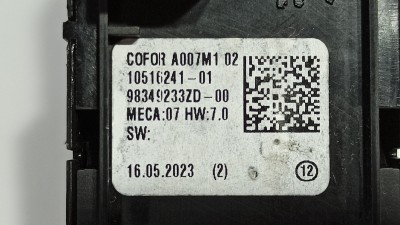 COFOR A007M1 02
10516241-01
98349233ZD-00
MECA:07 HW:7.0
SW:
16.05.2023 (2) 12